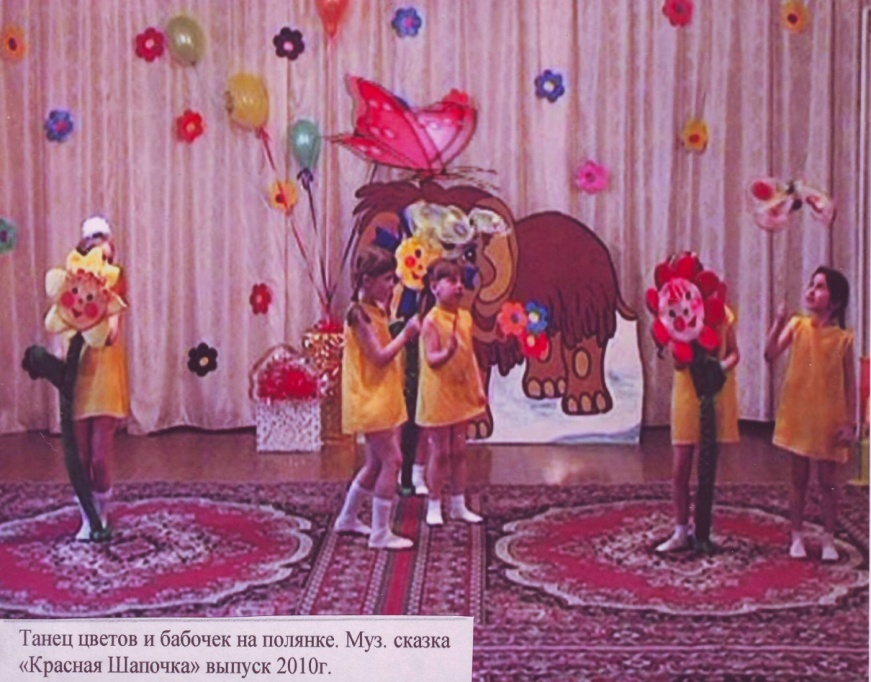 Танец цветов и бабочек на полянке. Муз. сказка
«Красная Шапочка» выпуск 2010г.